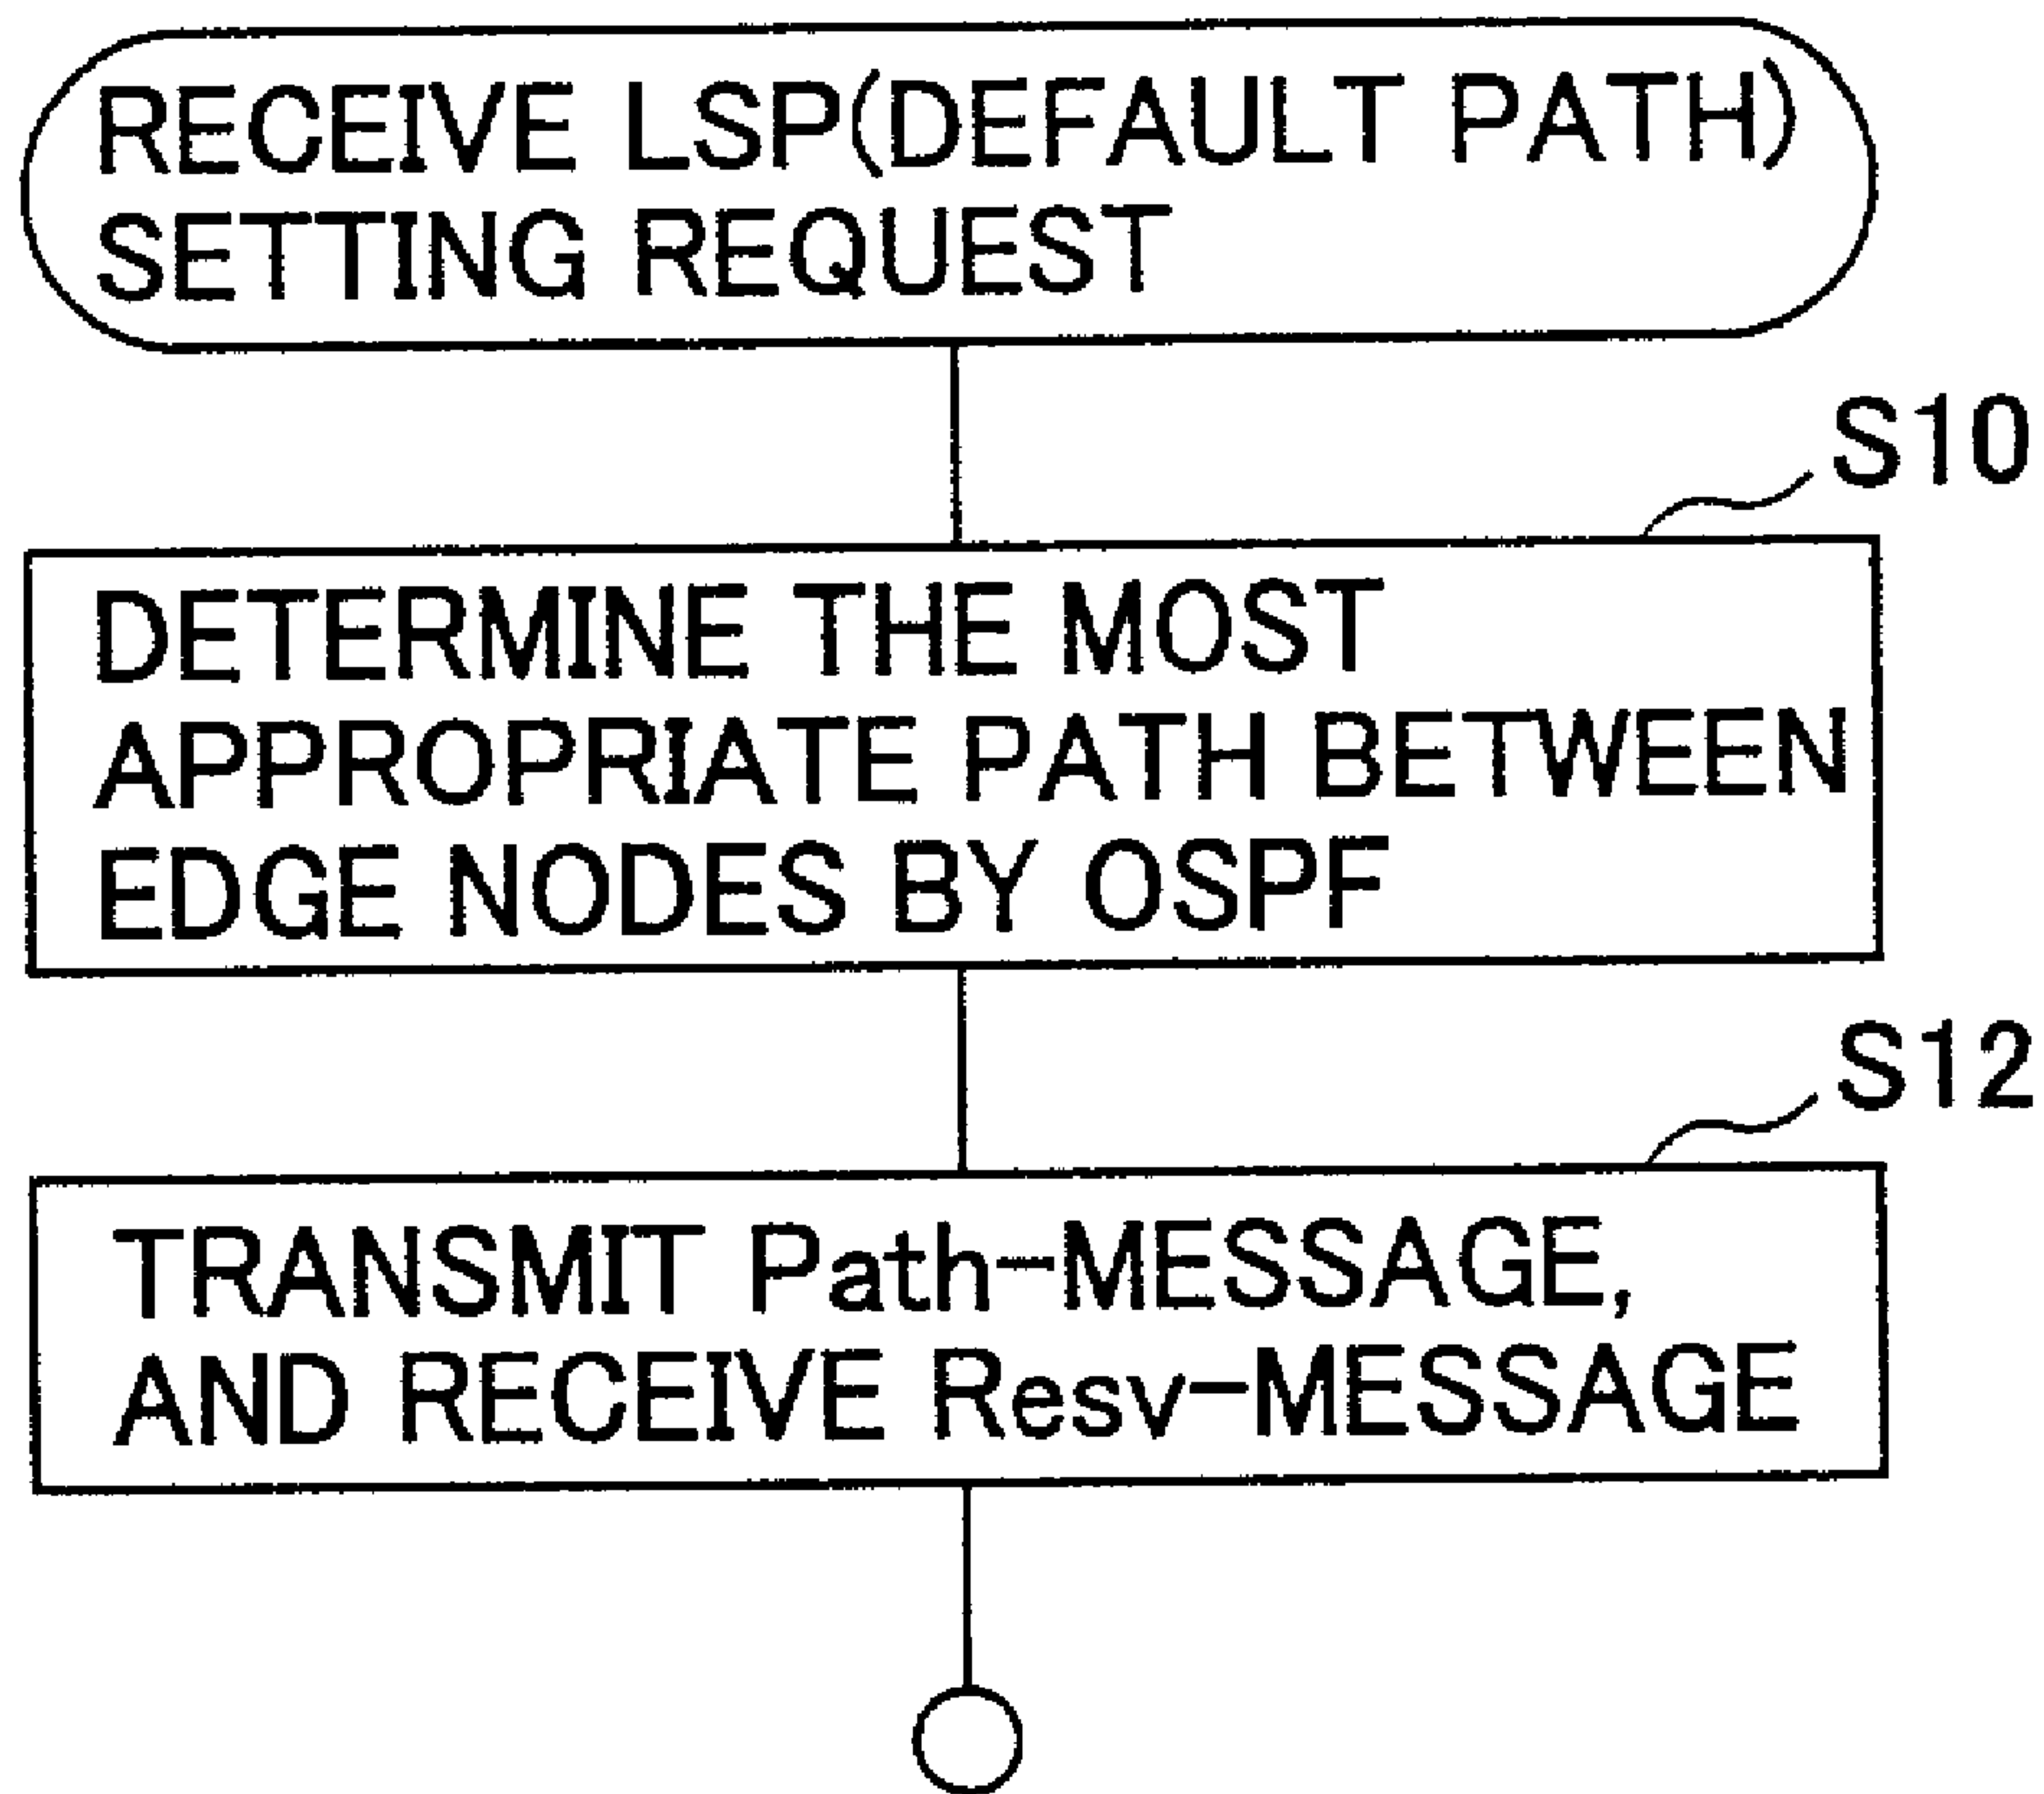 RECEIVE LSP(DEFAULT PATH)
SETTING REQUEST
S10
DETERMINE THE MOST
APPROPRIATE PATH BETWEEN
EDGE NODES BY OSPF
S12
TRANSMIT Path-MESSAGE,
AND RECEIVE Resv-MESSAGE